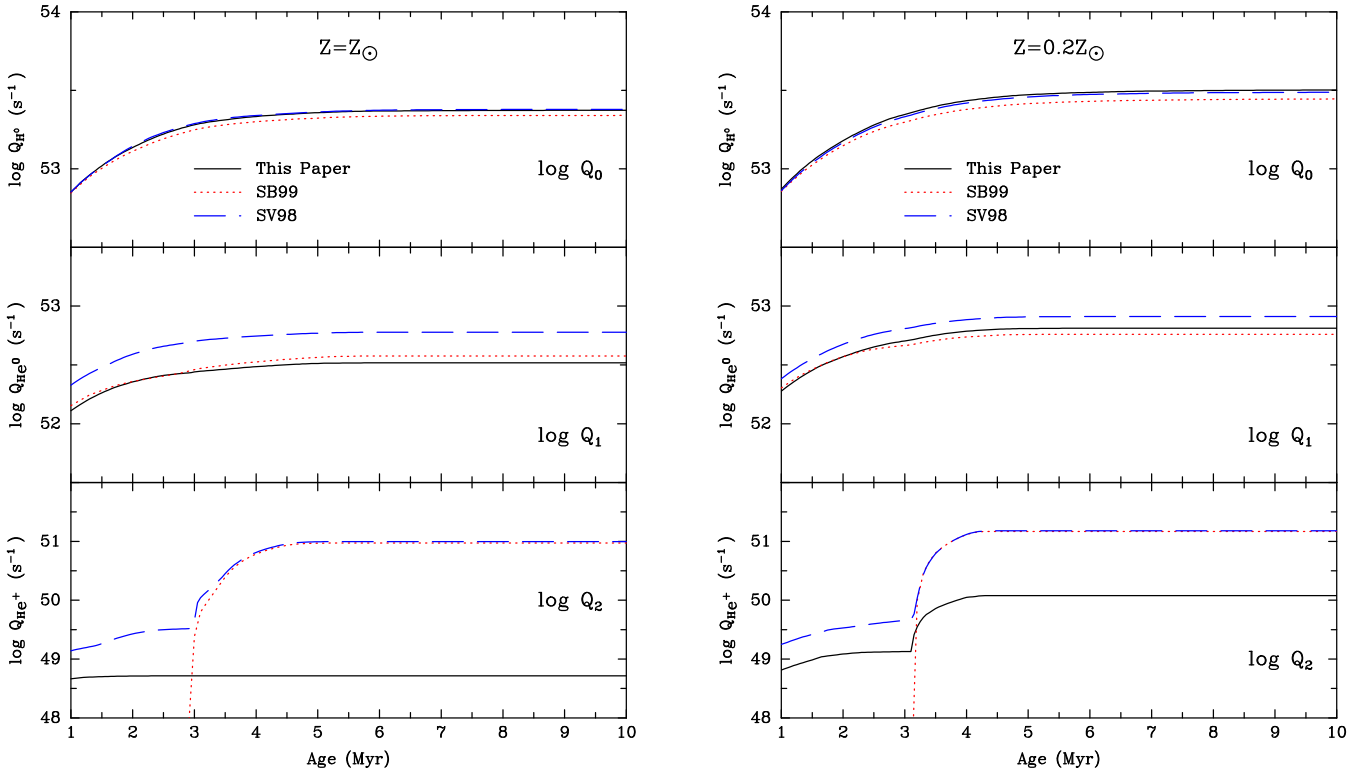 Z=Z⊙
54
53
log Q_H⁰ (s⁻¹)
This Paper
SB99
SV98
log Q₀
53
52
log Q_He⁰ (s⁻¹)
log Q₁
51
50
49
48
log Q_He⁺ (s⁻¹)
log Q₂
1 2 3 4 5 6 7 8 9 10
Age (Myr)
Z=0.2Z⊙
54
53
log Q_H⁰ (s⁻¹)
This Paper
SB99
SV98
log Q₀
53
52
log Q_He⁰ (s⁻¹)
log Q₁
51
50
49
48
log Q_He⁺ (s⁻¹)
log Q₂
1 2 3 4 5 6 7 8 9 10
Age (Myr)